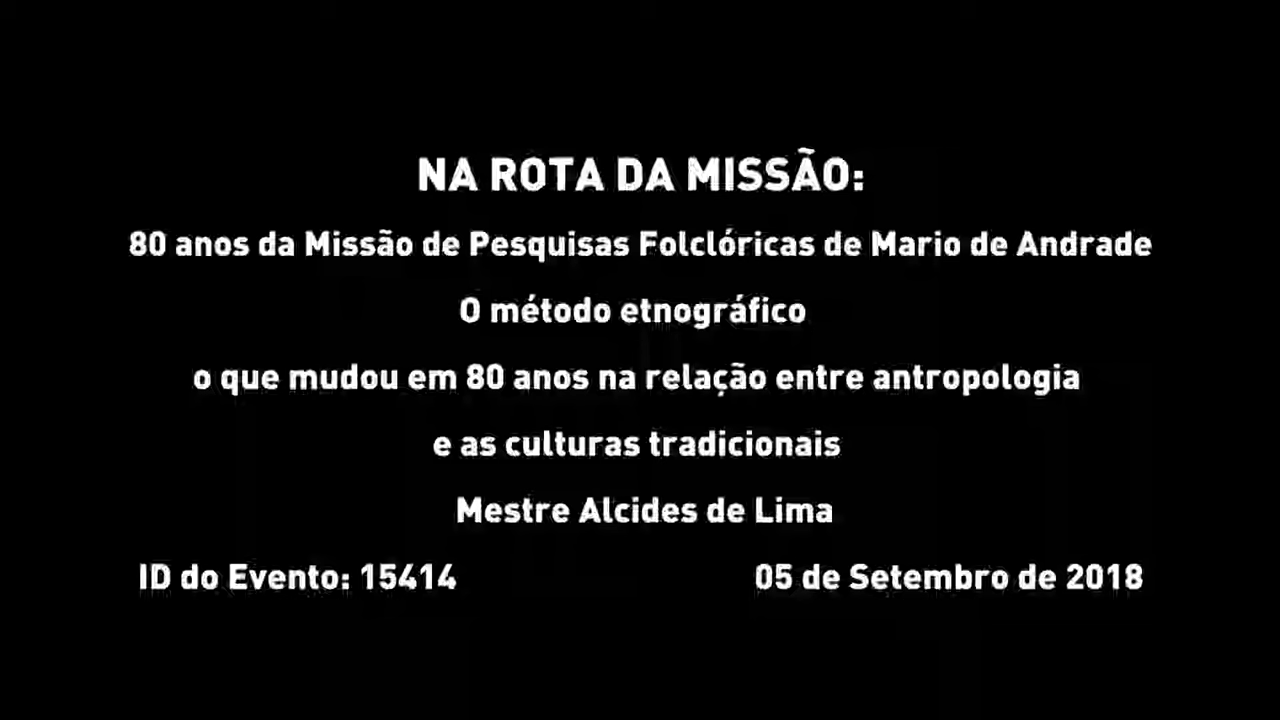 NA ROTA DA MISSÃO:
80 anos da Missão de Pesquisas Folclóricas de Mario de Andrade
O método etnográfico
o que mudou em 80 anos na relação entre antropologia
e as culturas tradicionais
Mestre Alcides de Lima
ID do Evento: 15414 05 de Setembro de 2018